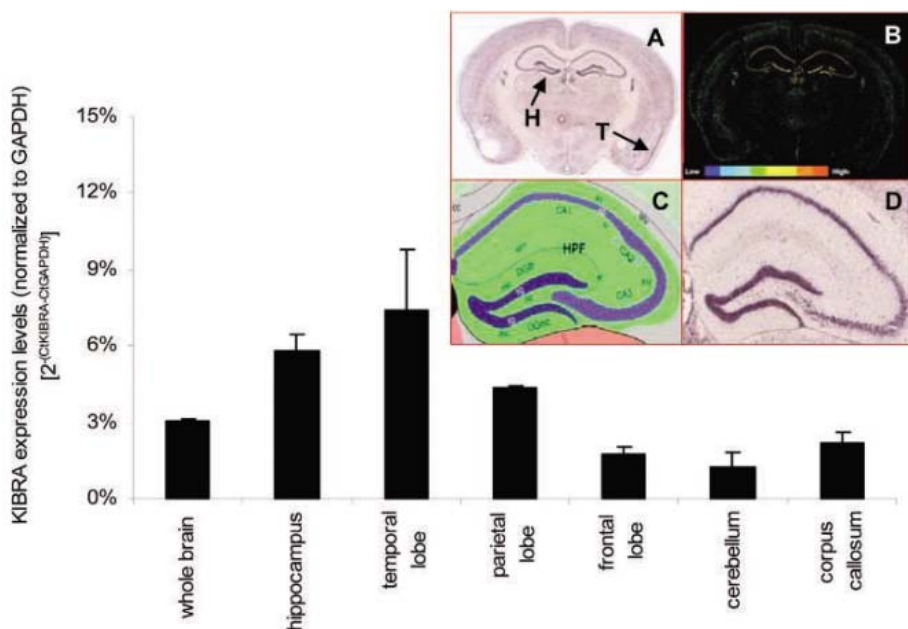 KIBRA expression levels (normalized to GAPDH)
[2-(CtKIBRA-CtGAPDH)]
15%
12%
9%
6%
3%
0%
whole brain
hippocampus
temporal
lobe
parietal
lobe
frontal
lobe
cerebellum
corpus
callosum
A
H
T
B
Low
High
C
CA1
HPF
CA2
CA3
D